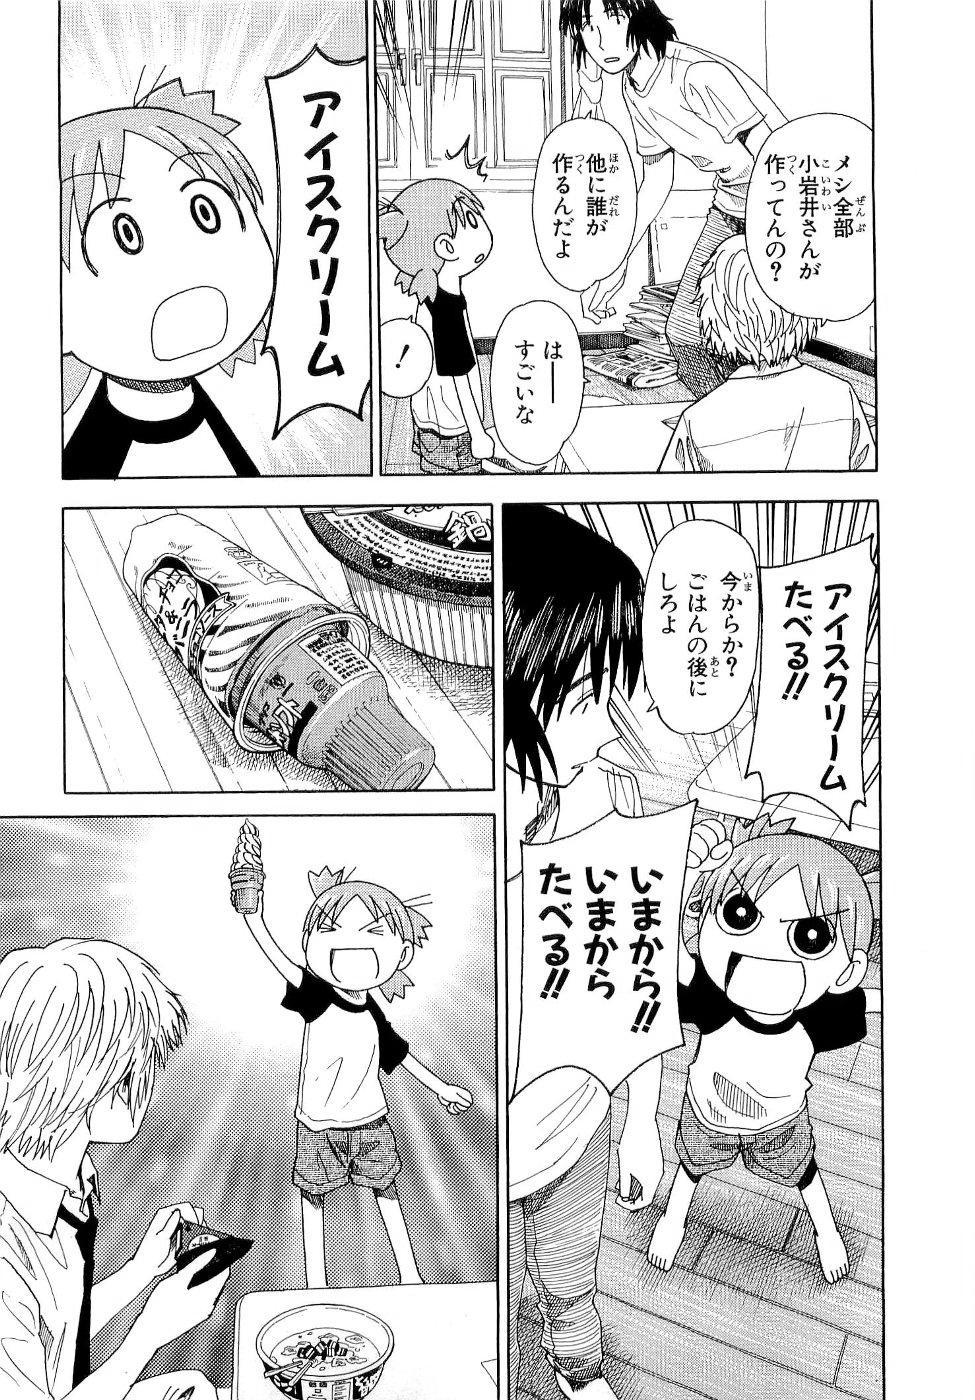 メシ全部
小岩井さんが
作ってんの?
他に誰が
作るんだよ
はー
すごいな
!
アイスクリーム
アイスクリーム
たべる!!
今からか?
ごはんの後に
しろよ
いまから!!
いまから
たべる!!
鍋